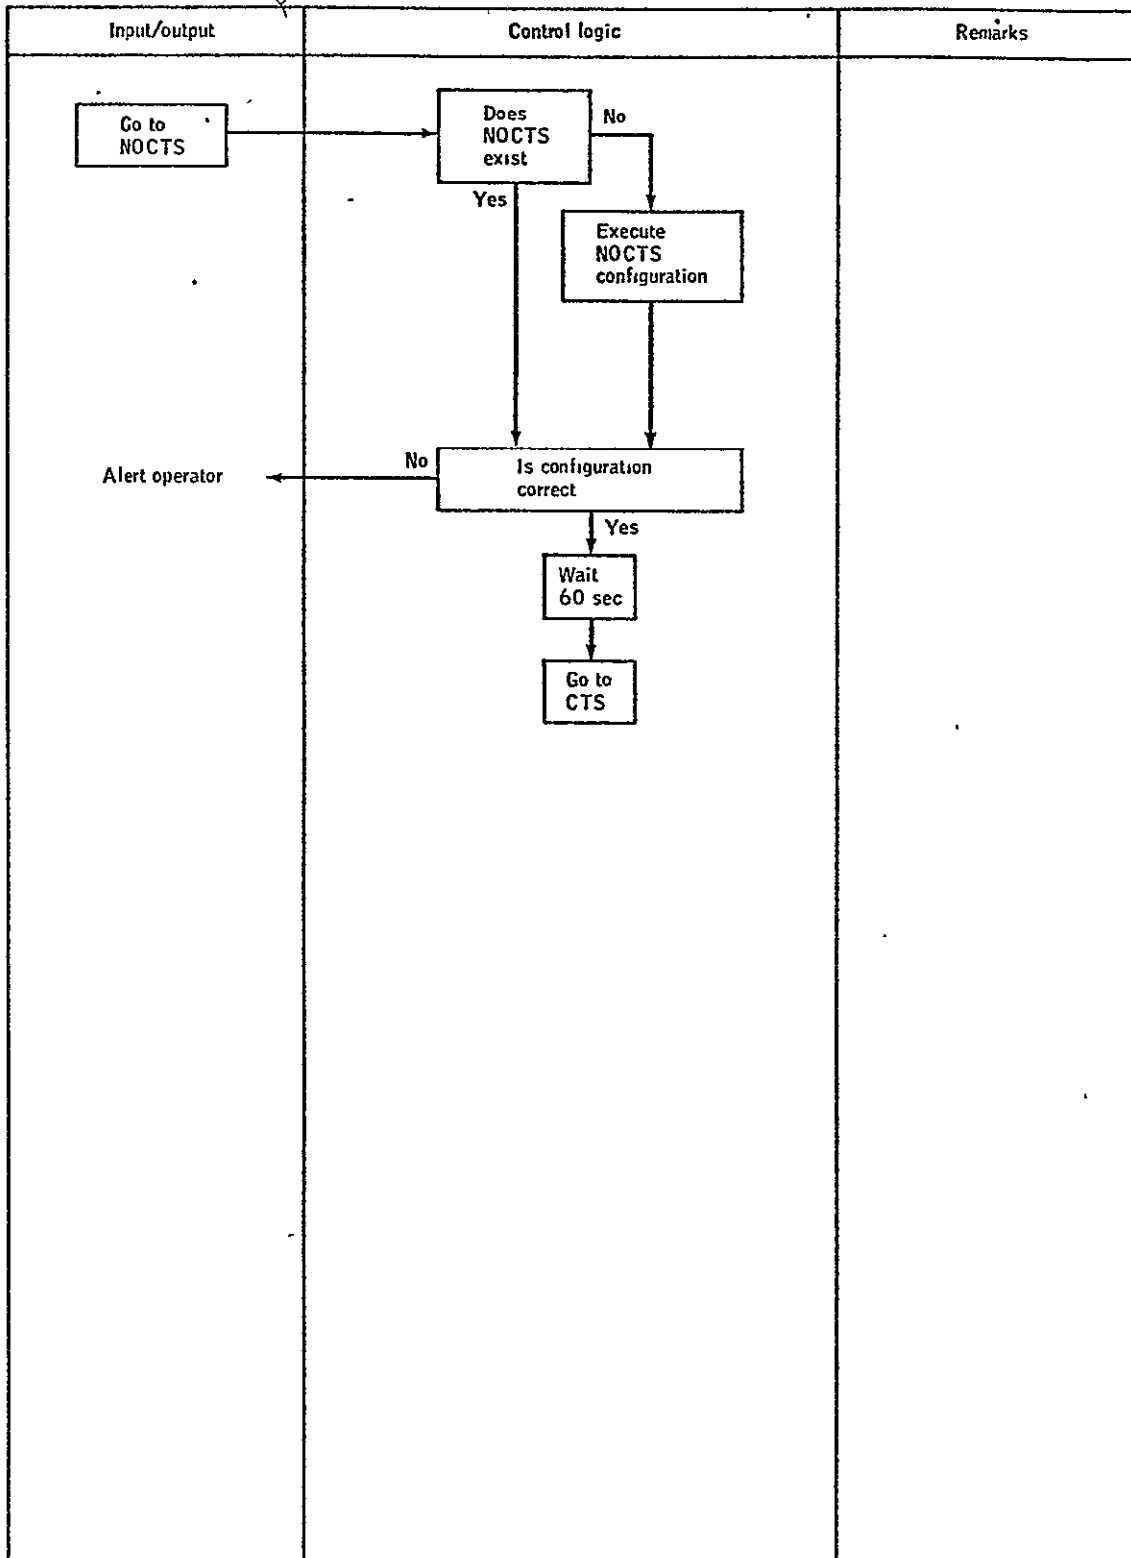 Input/output
Control logic
Remarks
Go to
NOCTS
Does
NOCTS
exist
No
Yes
Execute
NOCTS
configuration
Alert operator
No
Is configuration
correct
Yes
Wait
60 sec
Go to
CTS